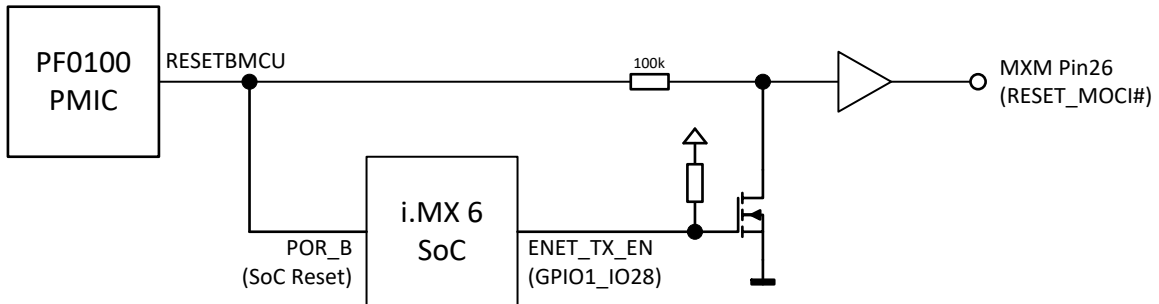 PF0100
PMIC
RESETBMCU
100k
MXM Pin26
(RESET_MOCI#)
i.MX 6
SoC
POR_B
(SoC Reset)
ENET_TX_EN
(GPIO1_IO28)